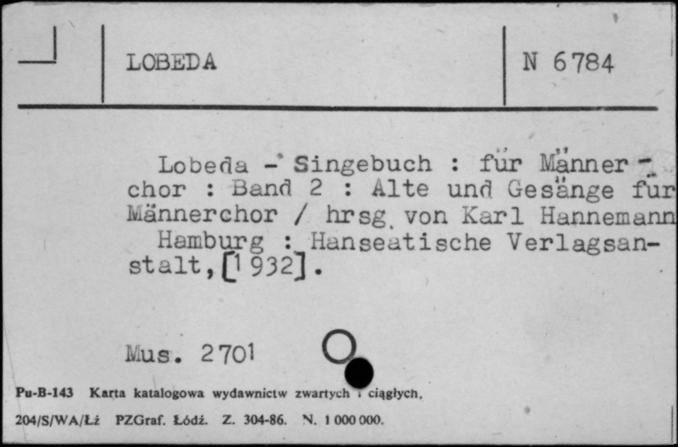 LOBEDA
N 6784
Lobeda - Singebuch : für Männer -
chor : Band 2 : Alte und Gesänge für
Männerchor / hrsg. von Karl Hannemann
Hamburg : Hanseatische Verlagsan-
stalt, [1932].
Mus. 2701
Pu-B-143 Karta katalogowa wydawnictw zwartych i ciągłych.
204/S/WA/Łż PZGraf. Łódź. Z. 304-86. N. 1 000 000.